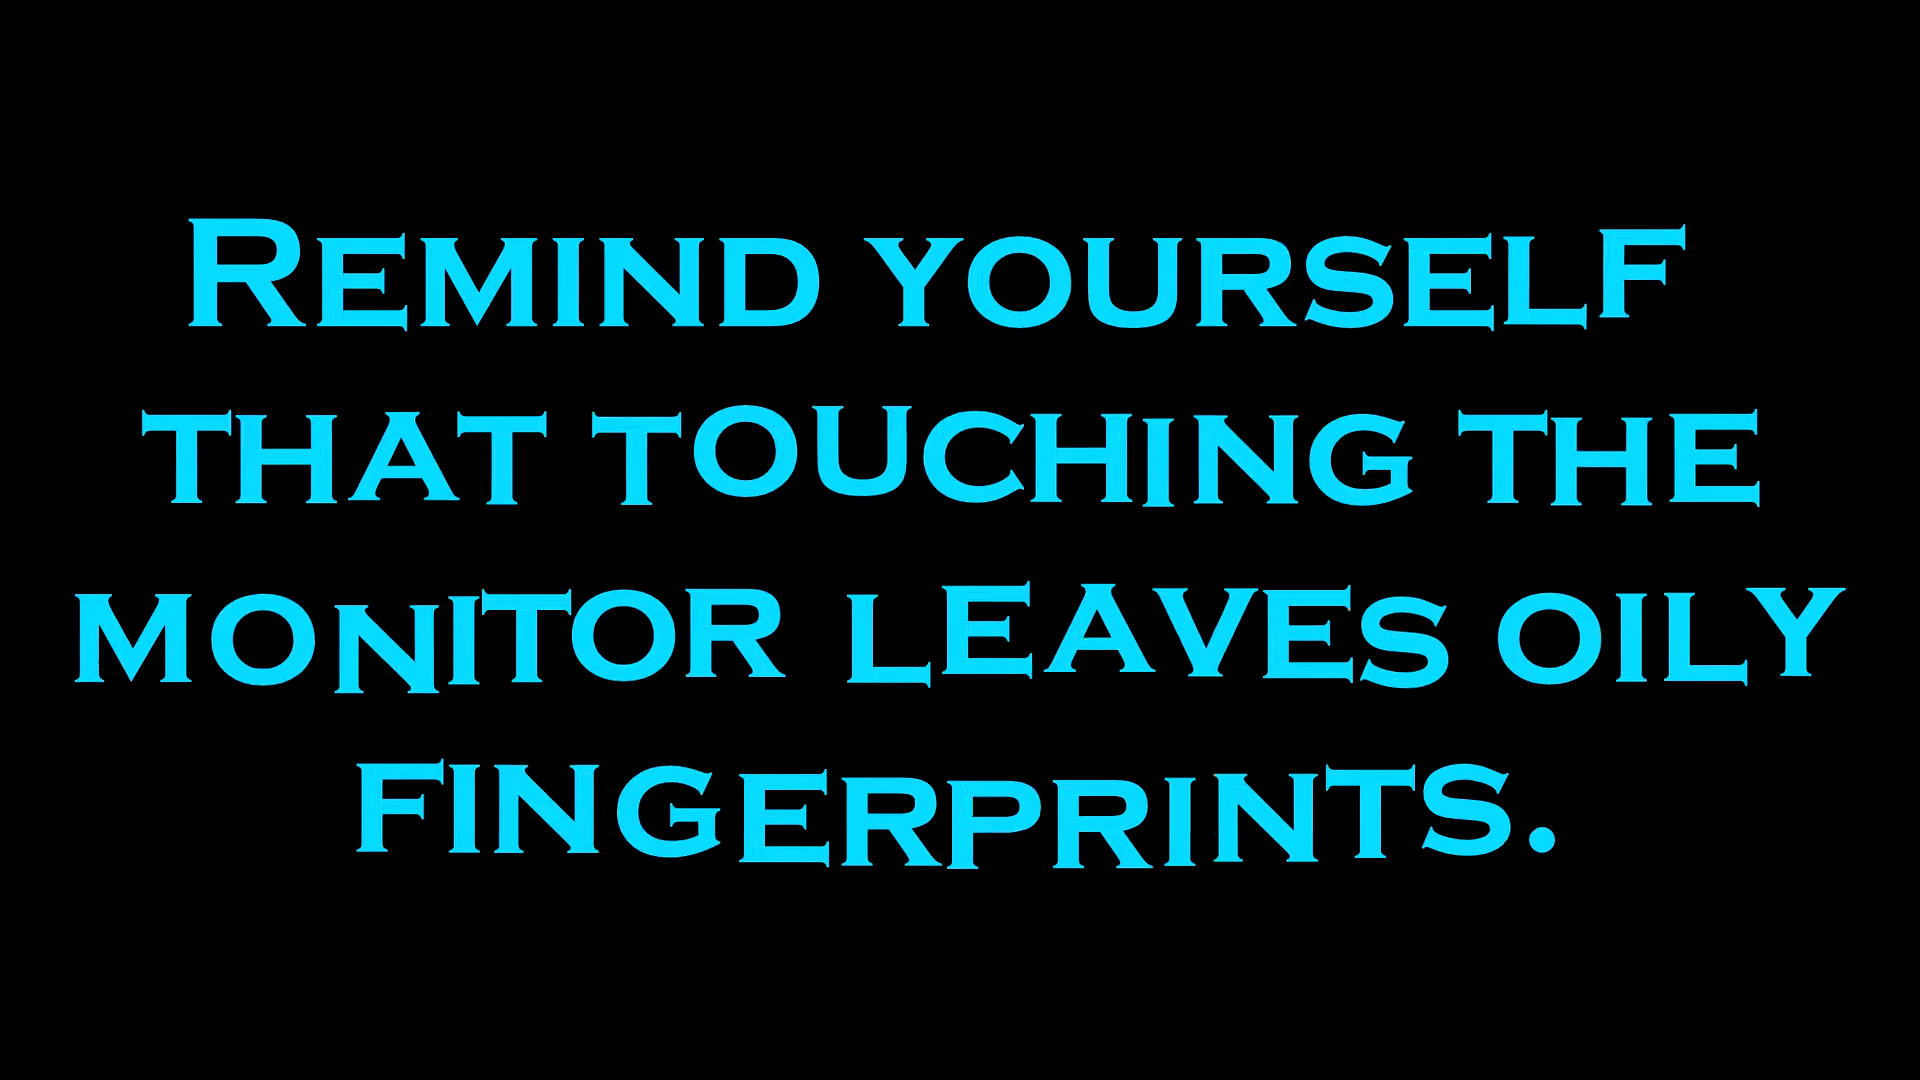 Remind yourself
that touching the
monitor leaves oily
fingerprints.